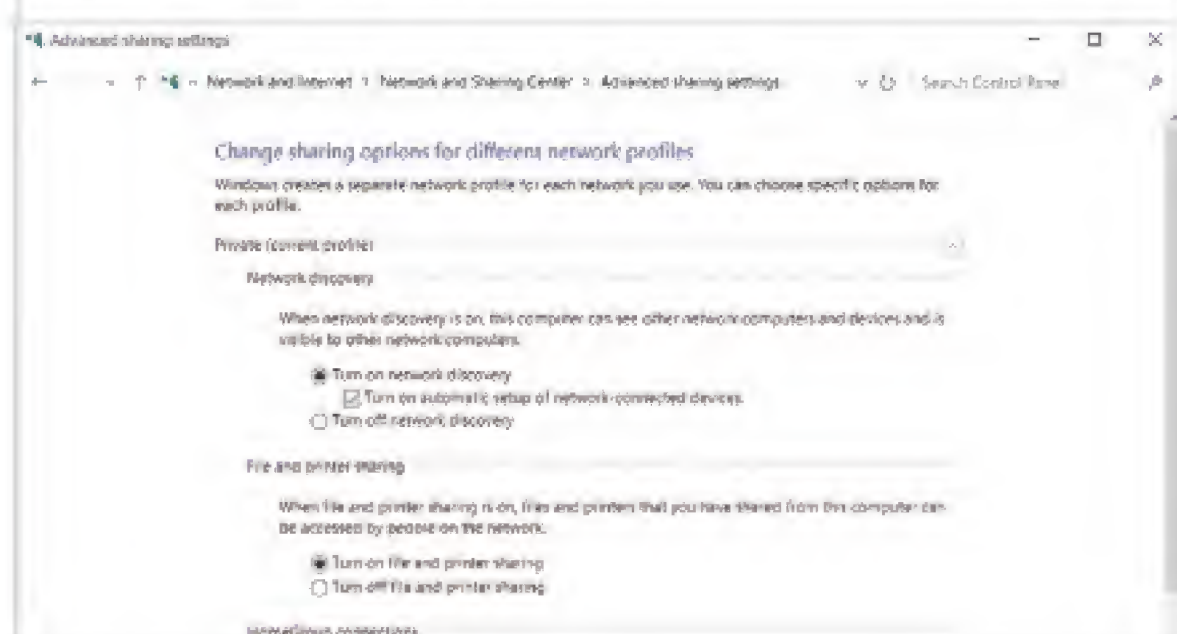 Advanced sharing settings
Network and Internet > Network and Sharing Center > Advanced sharing settings
Search Control Panel
Change sharing options for different network profiles
Windows creates a separate network profile for each network you use. You can choose specific options for
each profile.
Private (current profile)
Network discovery
When network discovery is on, this computer can see other network computers and devices and is
visible to other network computers.
Turn on network discovery
Turn on automatic setup of network connected devices.
Turn off network discovery
File and printer sharing
When file and printer sharing is on, files and printers that you have shared from this computer can
be accessed by people on the network.
Turn on file and printer sharing
Turn off file and printer sharing
HomeGroup connections